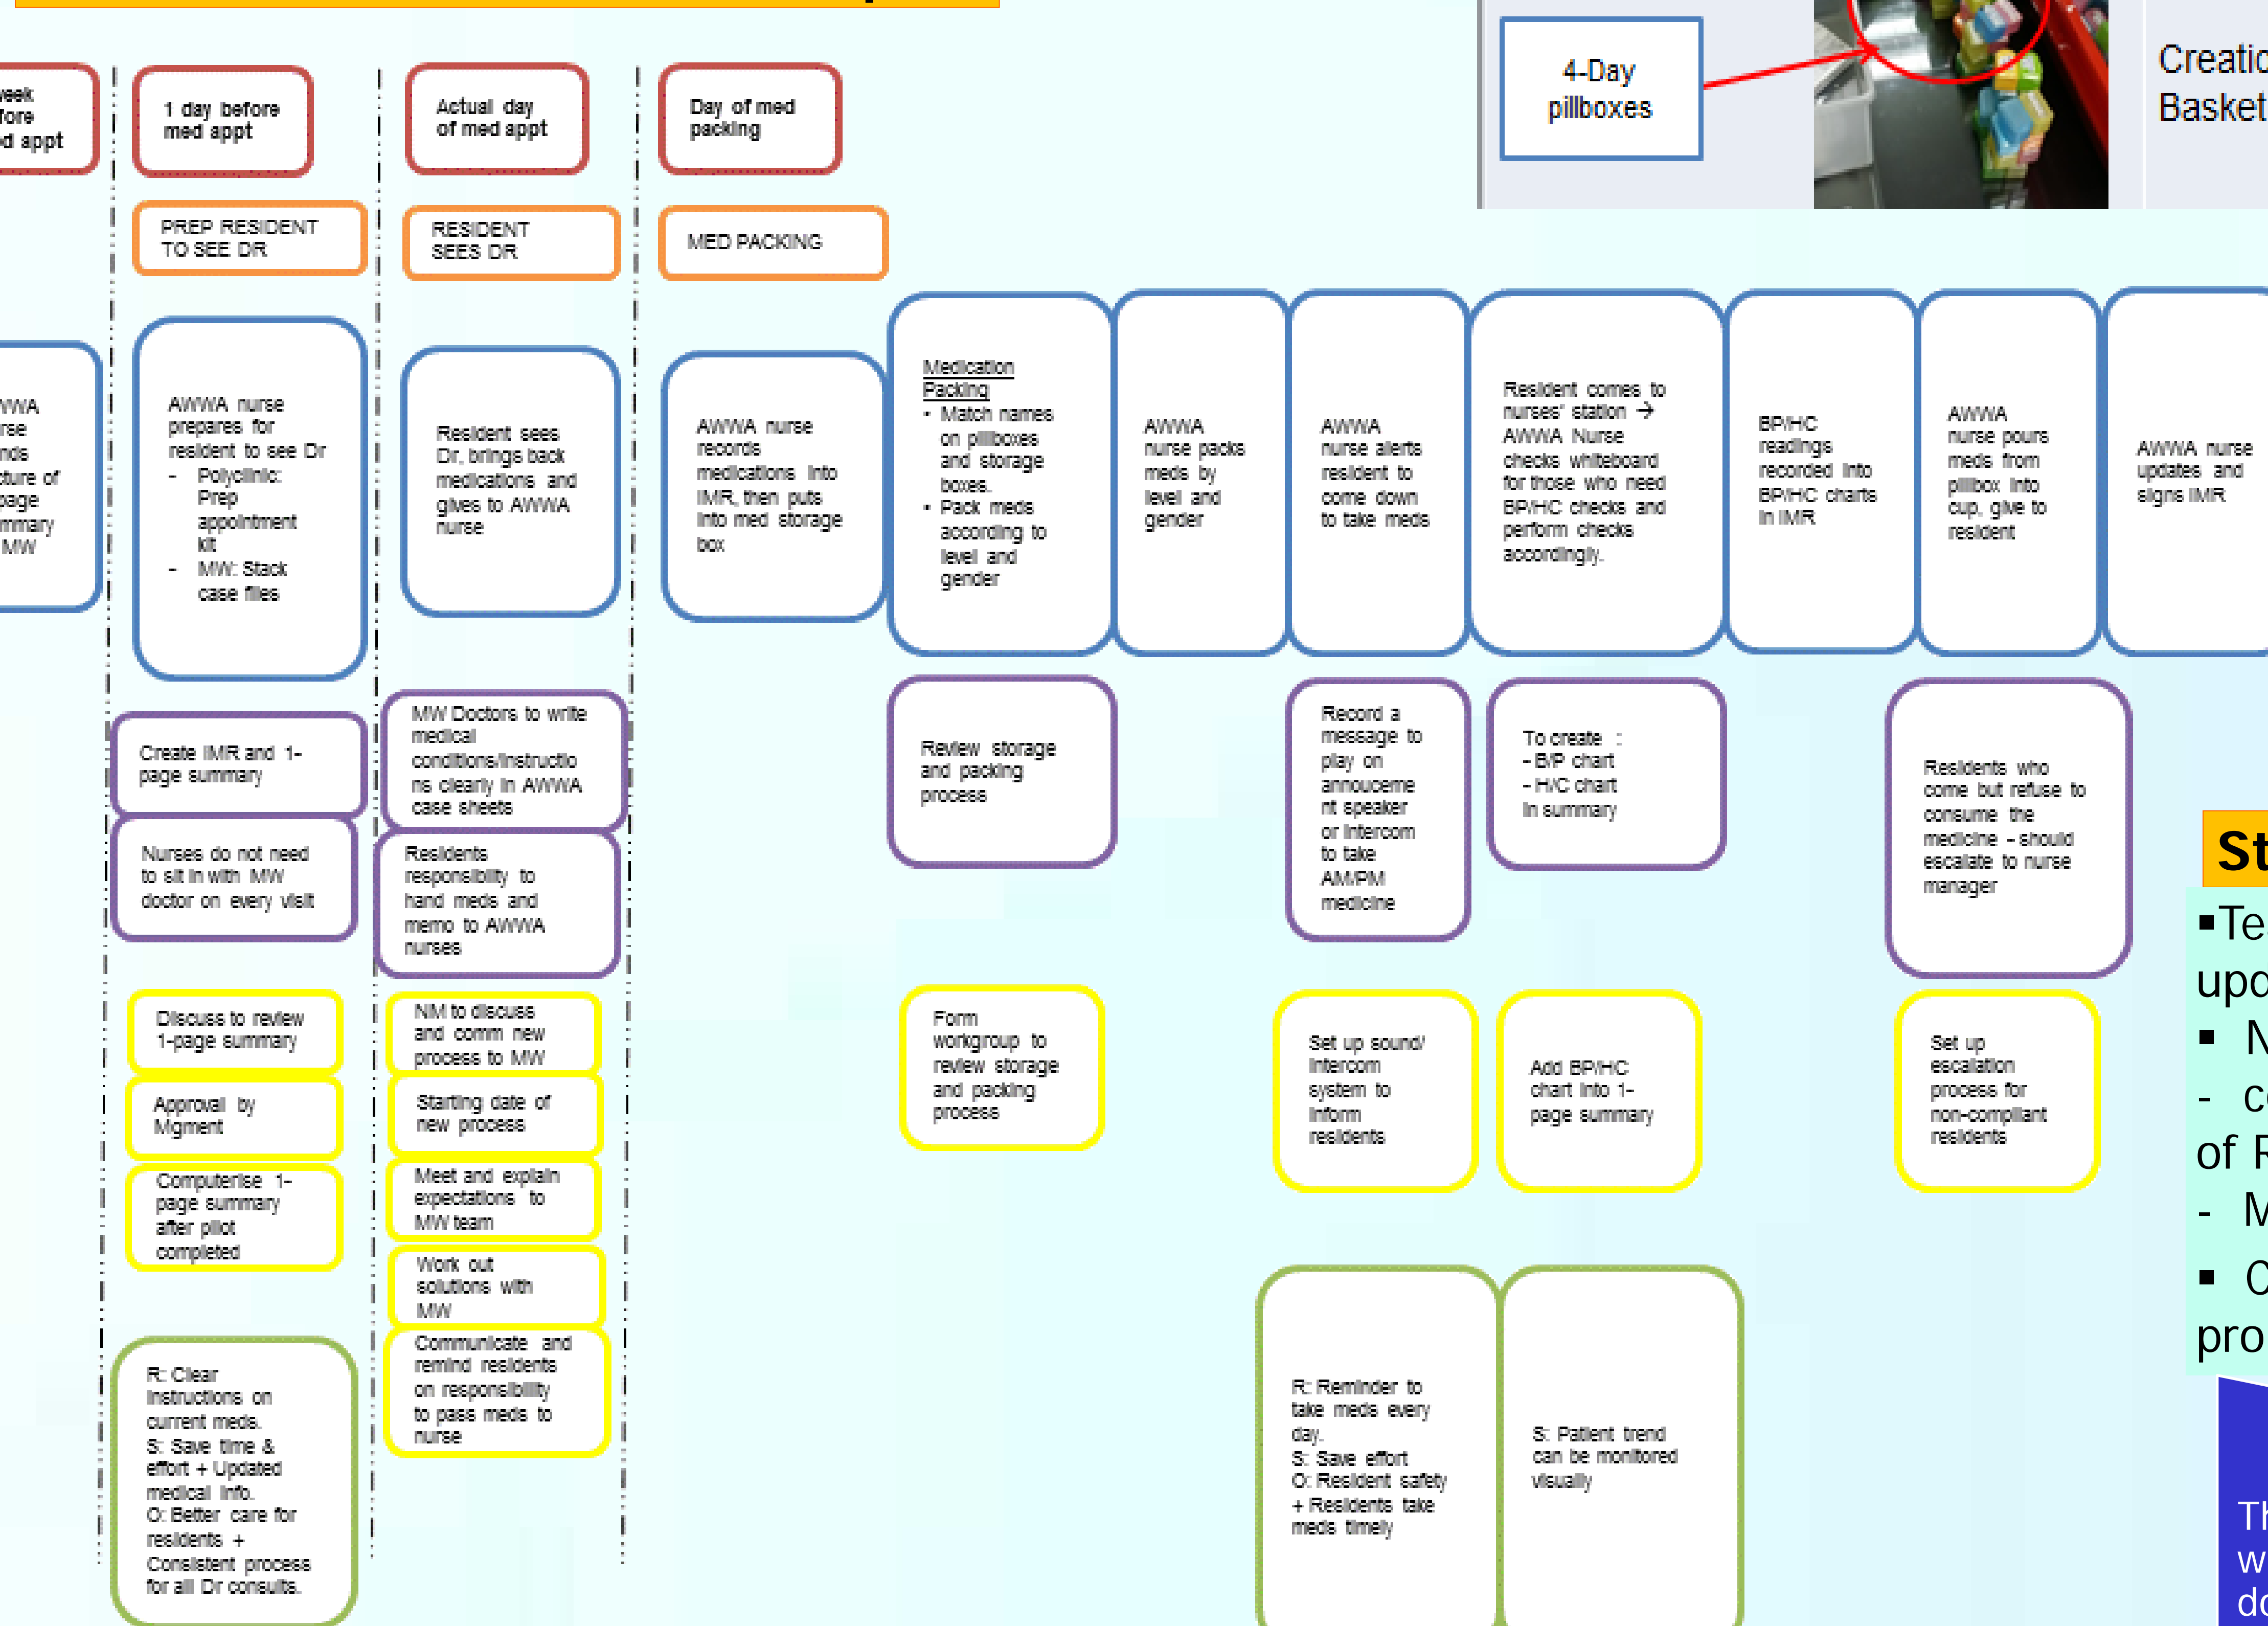 4-Day
pillboxes
Basket
1 day before
med appt
Actual day
of med appt
Day of med
packing
PREP RESIDENT
TO SEE DR
RESIDENT
SEES DR
MED PACKING
AWWA nurse
prepares for
resident to see Dr
- Polyclinic:
Prep
appointment
kit
- MW: Stack
case files
Resident sees
Dr, brings back
medications and
gives to AWWA
nurse
AWWA nurse
records
medications into
IMR, then puts
into med storage
box
Medication
Packing
• Match names
on pillboxes
and storage
boxes.
• Pack meds
according to
level and
gender
AWWA
nurse packs
meds by
level and
gender
AWWA
nurse alerts
resident to
come down
to take meds
Resident comes to
nurses' station →
AWWA Nurse
checks whiteboard
for those who need
BP/HC checks and
perform checks
accordingly.
BP/HC
readings
recorded into
BP/HC charts
in IMR
AWWA
nurse pours
meds from
pillbox into
cup, give to
resident
AWWA nurse
updates and
signs IMR
Create IMR and 1-
page summary
Nurses do not need
to sit in with MW
doctor on every visit
MW Doctors to write
medical
conditions/instructio
ns clearly in AWWA
case sheets
Residents
responsibility to
hand meds and
memo to AWWA
nurses
Review storage
and packing
process
Record a
message to
play on
annouceme
nt speaker
or intercom
to take
AM/PM
medicine
To create :
- B/P chart
- H/C chart
in summary
Residents who
come but refuse to
consume the
medicine - should
escalate to nurse
manager
Discuss to review
1-page summary
Approval by
Mgment
Computerise 1-
page summary
after pilot
completed
NM to discuss
and comm new
process to MW
Starting date of
new process
Meet and explain
expectations to
MW team
Work out
solutions with
MW
Communicate and
remind residents
on responsibility
to pass meds to
nurse
Form
workgroup to
review storage
and packing
process
Set up sound/
intercom
system to
inform
residents
Add BP/HC
chart into 1-
page summary
Set up
escalation
process for
non-compliant
residents
R: Clear
instructions on
current meds.
S: Save time &
effort + Updated
medical info.
O: Better care for
residents +
Consistent process
for all Dr consults.
R: Reminder to
take meds every
day.
S: Save effort
O: Resident safety
+ Residents take
meds timely
S: Patient trend
can be monitored
visually
of